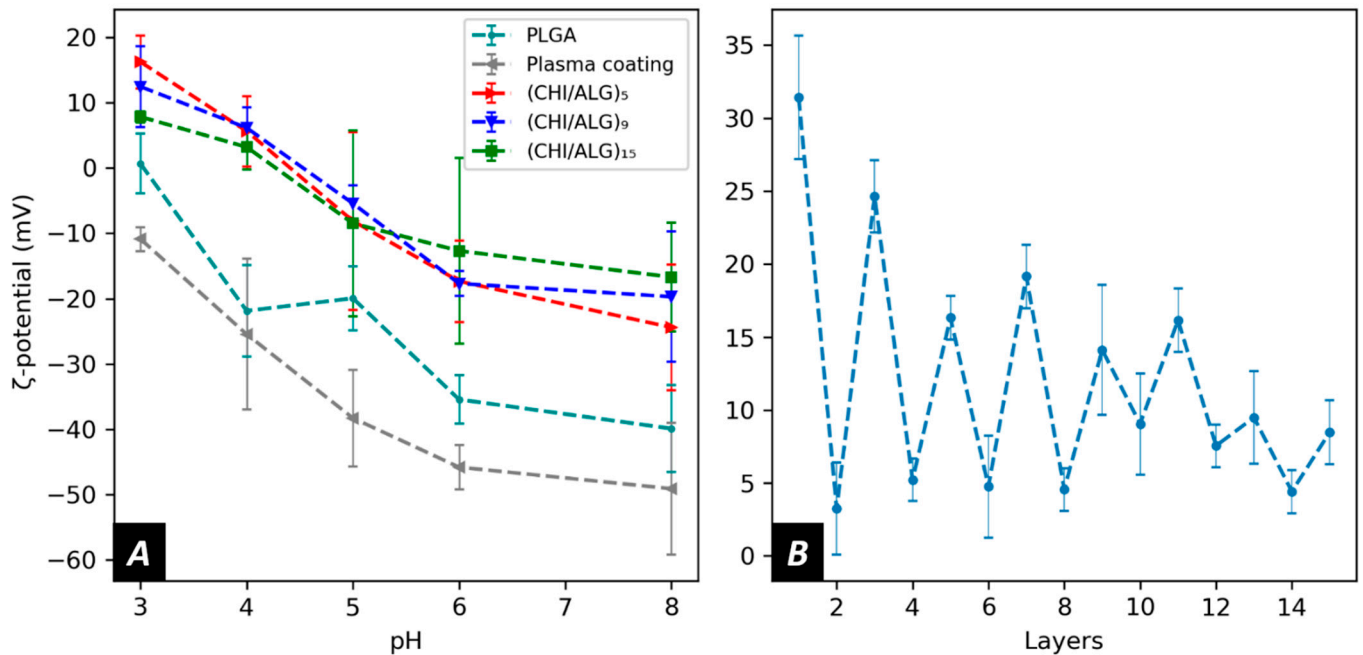 20
10
0
−10
−20
−30
−40
−50
−60
ζ-potential (mV)
PLGA
Plasma coating
(CHI/ALG)₅
(CHI/ALG)₉
(CHI/ALG)₁₅
A
3 4 5 6 7 8
pH
35
30
25
20
15
10
5
0
B
2 4 6 8 10 12 14
Layers